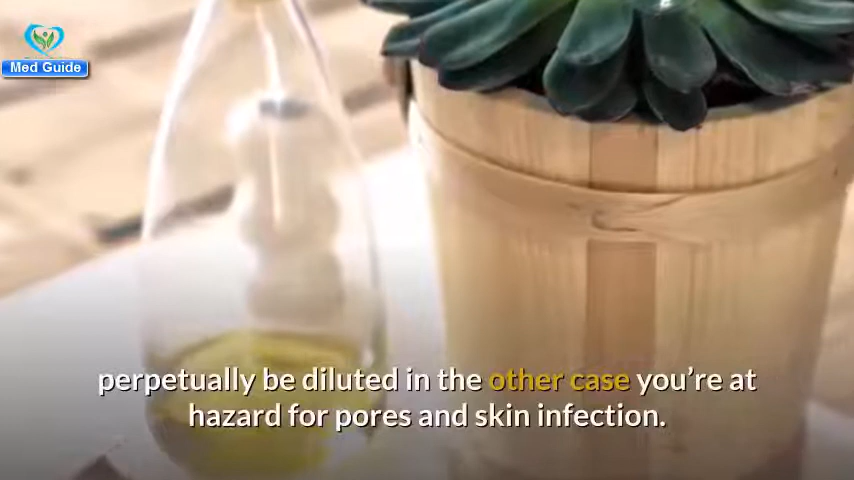 Med Guide
perpetually be diluted in the other case you're at
hazard for pores and skin infection.